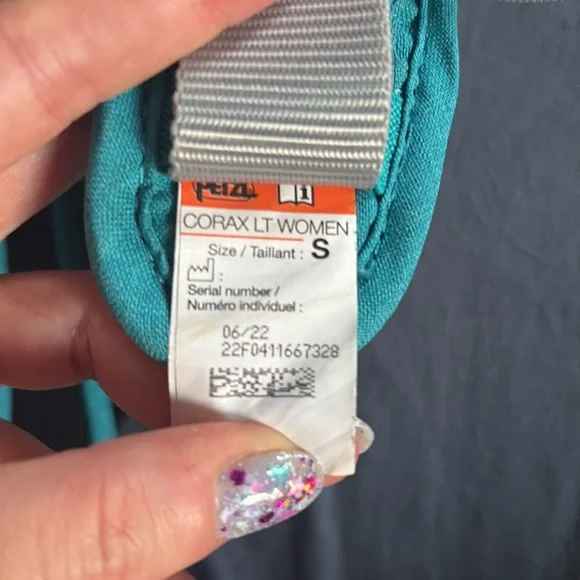 PETZL i
CORAX LT WOMEN
Size / Taillant : S
:
Serial number /
Numéro individuel :
06/22
22F0411667328